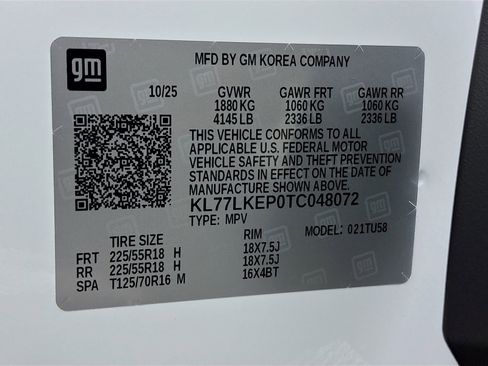 gm
MFD BY GM KOREA COMPANY
10/25 GVWR GAWR FRT GAWR RR
1880 KG 1060 KG 1060 KG
4145 LB 2336 LB 2336 LB
THIS VEHICLE CONFORMS TO ALL
APPLICABLE U.S. FEDERAL MOTOR
VEHICLE SAFETY AND THEFT PREVENTION
STANDARDS IN EFFECT ON THE DATE OF
MANUFACTURE SHOWN ABOVE.
KL77LKEP0TC048072
TYPE: MPV MODEL: 021TU58
TIRE SIZE RIM
FRT 225/55R18 H 18X7.5J
RR 225/55R18 H 18X7.5J
SPA T125/70R16 M 16X4BT